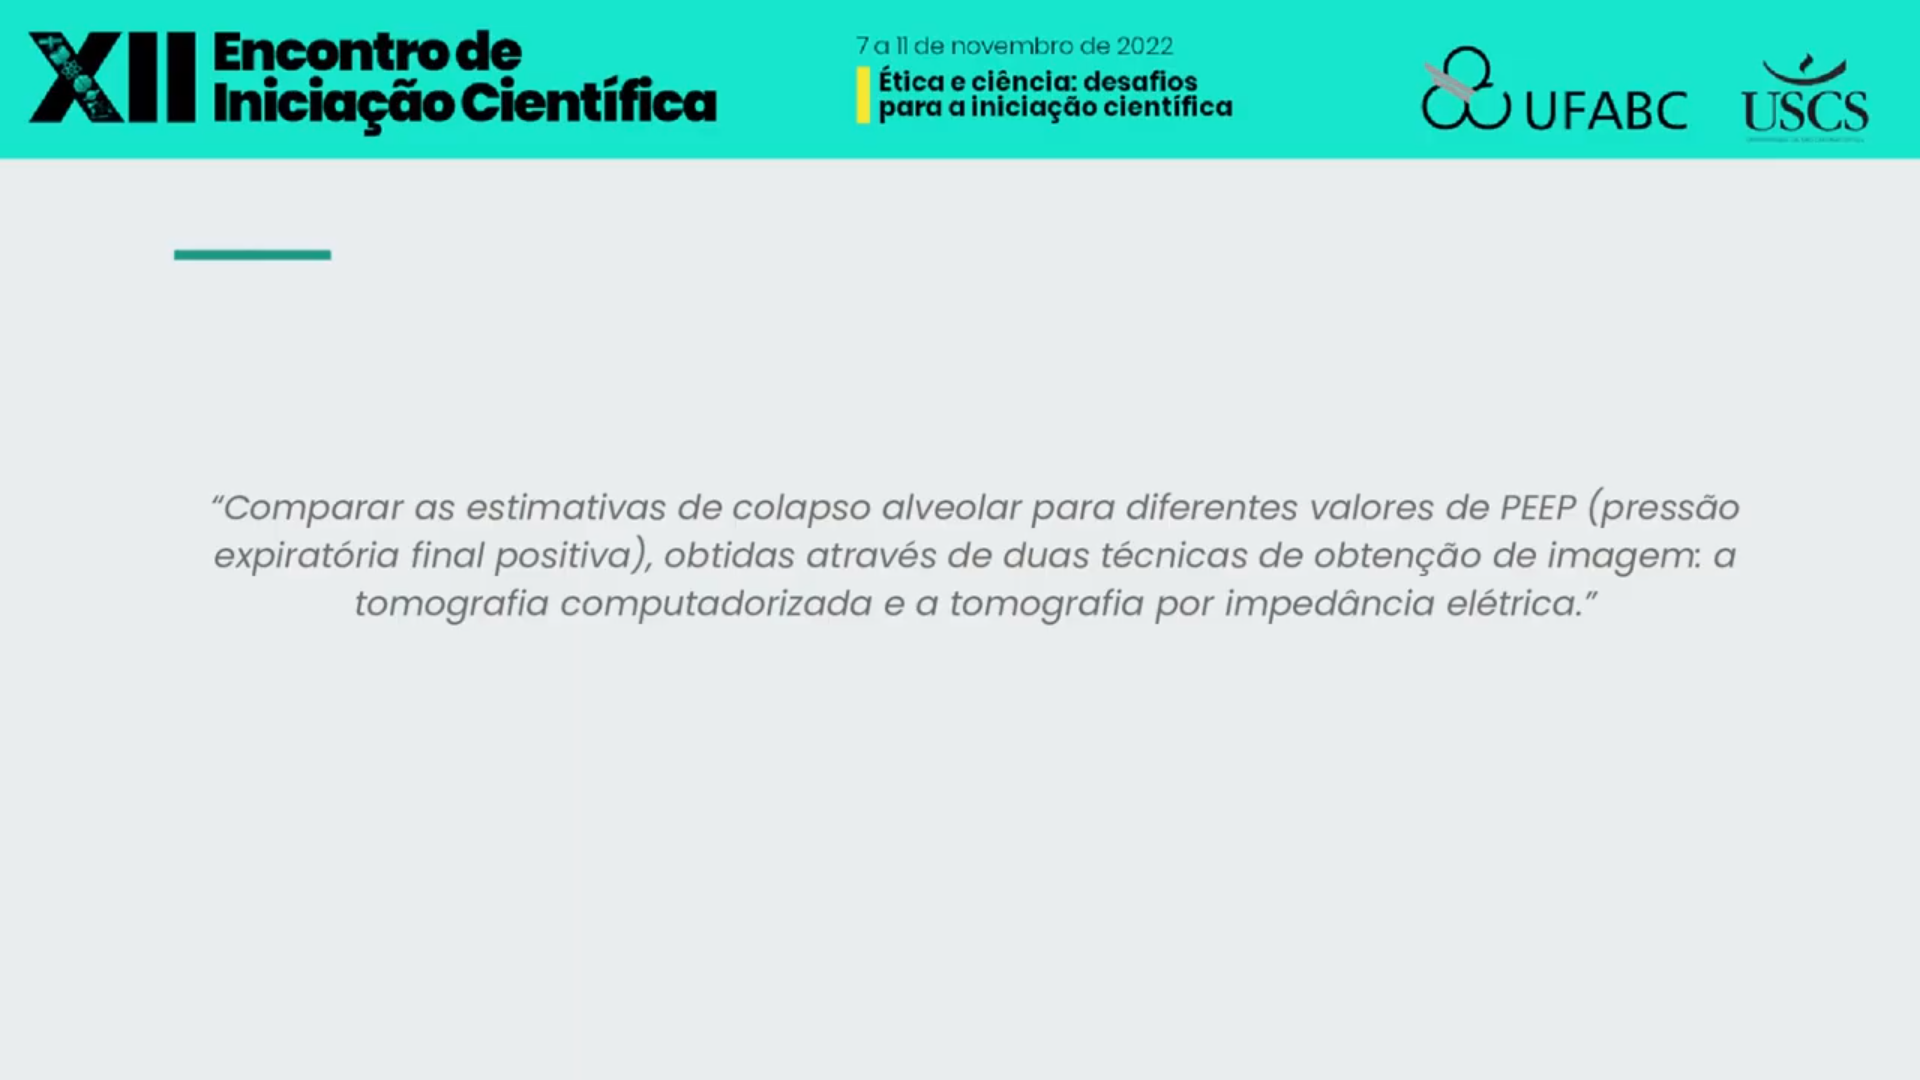 XII Encontro de
Iniciação Científica
7 a 11 de novembro de 2022
Ética e ciência: desafios
para a iniciação científica
UFABC
USCS
“Comparar as estimativas de colapso alveolar para diferentes valores de PEEP (pressão
expiratória final positiva), obtidas através de duas técnicas de obtenção de imagem: a
tomografia computadorizada e a tomografia por impedância elétrica.”